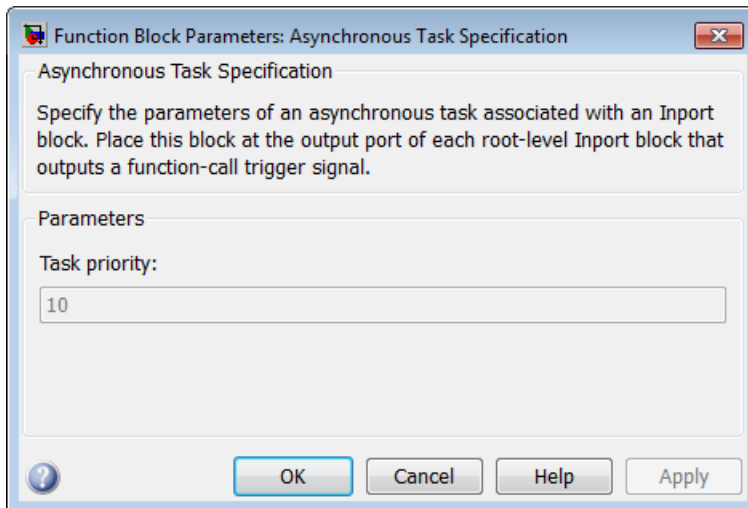 Function Block Parameters: Asynchronous Task Specification
Asynchronous Task Specification
Specify the parameters of an asynchronous task associated with an Inport
block. Place this block at the output port of each root-level Inport block that
outputs a function-call trigger signal.
Parameters
Task priority:
10
OK Cancel Help Apply